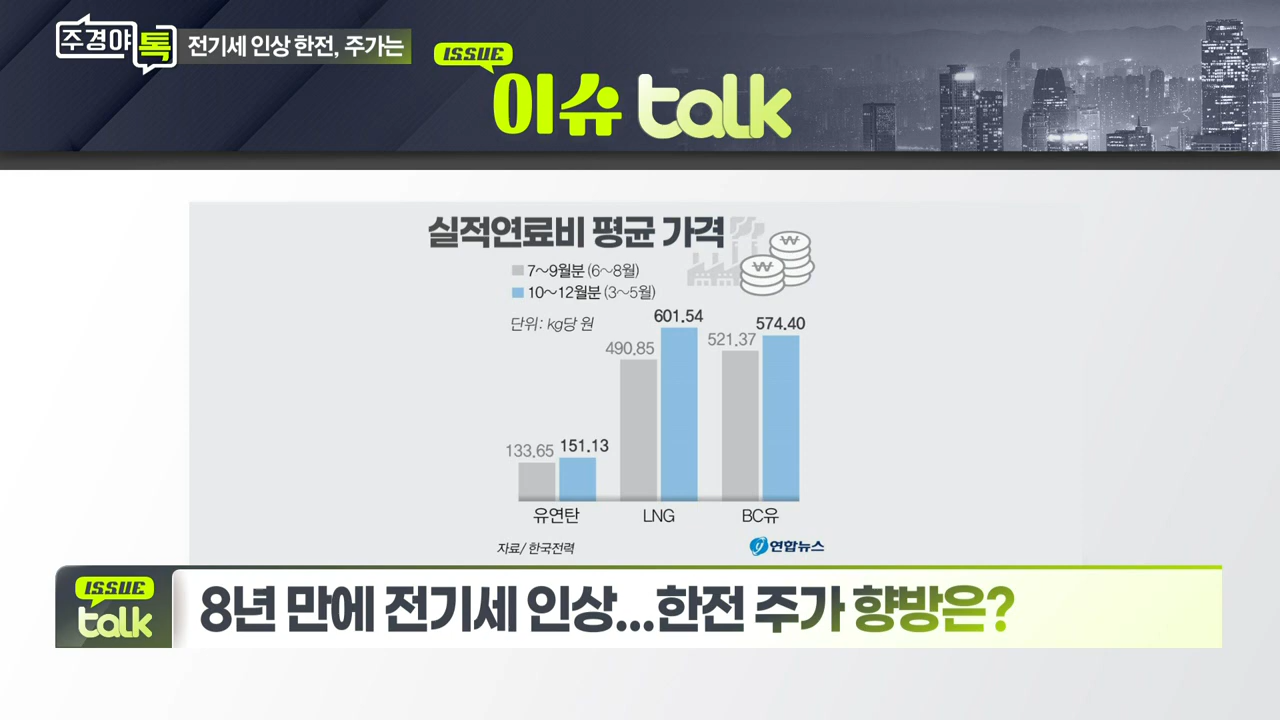 주경야톡
전기세 인상 한전, 주가는
ISSUE
이슈 talk
실적연료비 평균 가격
₩ ₩
7~9월분 (6~8월)
10~12월분 (3~5월)
단위: kg당 원
133.65 151.13
490.85 601.54
521.37 574.40
유연탄 LNG BC유
자료/ 한국전력
연합뉴스
ISSUE
talk
8년 만에 전기세 인상...한전 주가 향방은?